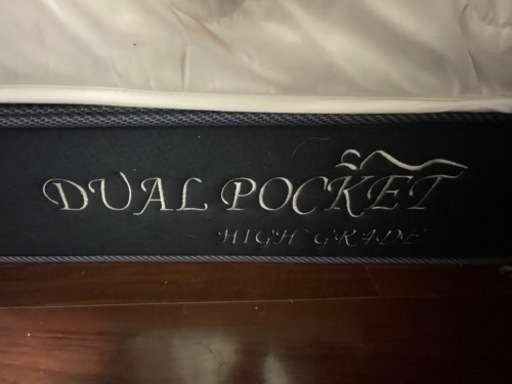 DUAL POCKET
HIGH GRADE